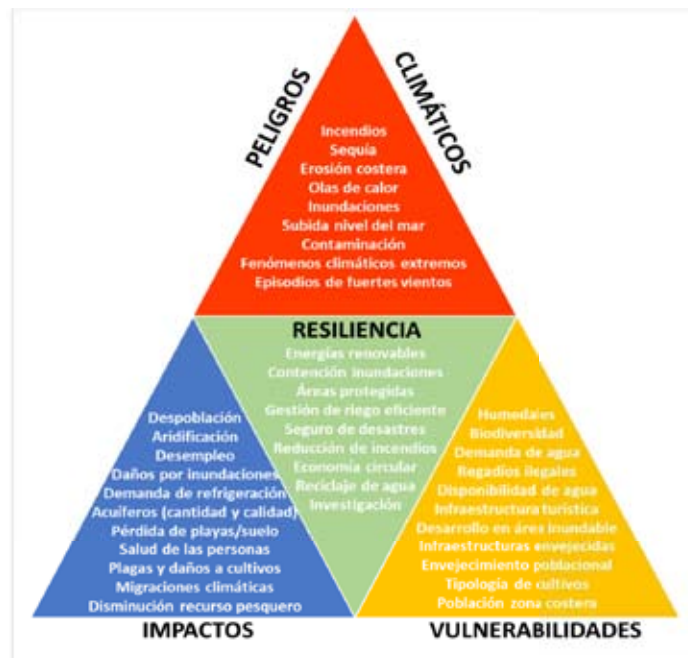 PELIGROS
CLIMÁTICOS
Incendios
Sequía
Erosión costera
Olas de calor
Inundaciones
Subida nivel del mar
Contaminación
Fenómenos climáticos extremos
Episodios de fuertes vientos
RESILIENCIA
Energías renovables
Contención inundaciones
Áreas protegidas
Gestión de riego eficiente
Seguro de desastres
Reducción de incendios
Economía circular
Reciclaje de agua
Investigación
Despoblación
Aridificación
Desempleo
Daños por inundaciones
Demanda de refrigeración
Acuíferos (cantidad y calidad)
Pérdida de playas/suelo
Salud de las personas
Plagas y daños a cultivos
Migraciones climáticas
Disminución recurso pesquero
IMPACTOS
Humedales
Biodiversidad
Demanda de agua
Regadíos ilegales
Disponibilidad de agua
Infraestructura turística
Desarrollo en área inundable
Infraestructuras envejecidas
Envejecimiento poblacional
Tipología de cultivos
Población zona costera
VULNERABILIDADES